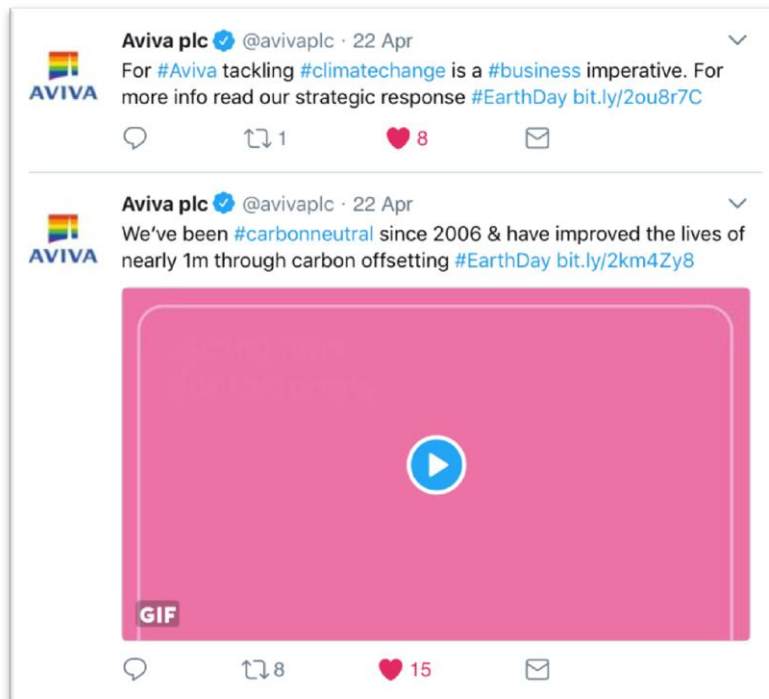 Aviva plc @avivaplc · 22 Apr
AVIVA
For #Aviva tackling #climatechange is a #business imperative. For
more info read our strategic response #EarthDay bit.ly/2ou8r7C
1 8
Aviva plc @avivaplc · 22 Apr
AVIVA
We've been #carbonneutral since 2006 & have improved the lives of
nearly 1m through carbon offsetting #EarthDay bit.ly/2km4Zy8
GIF
8 15